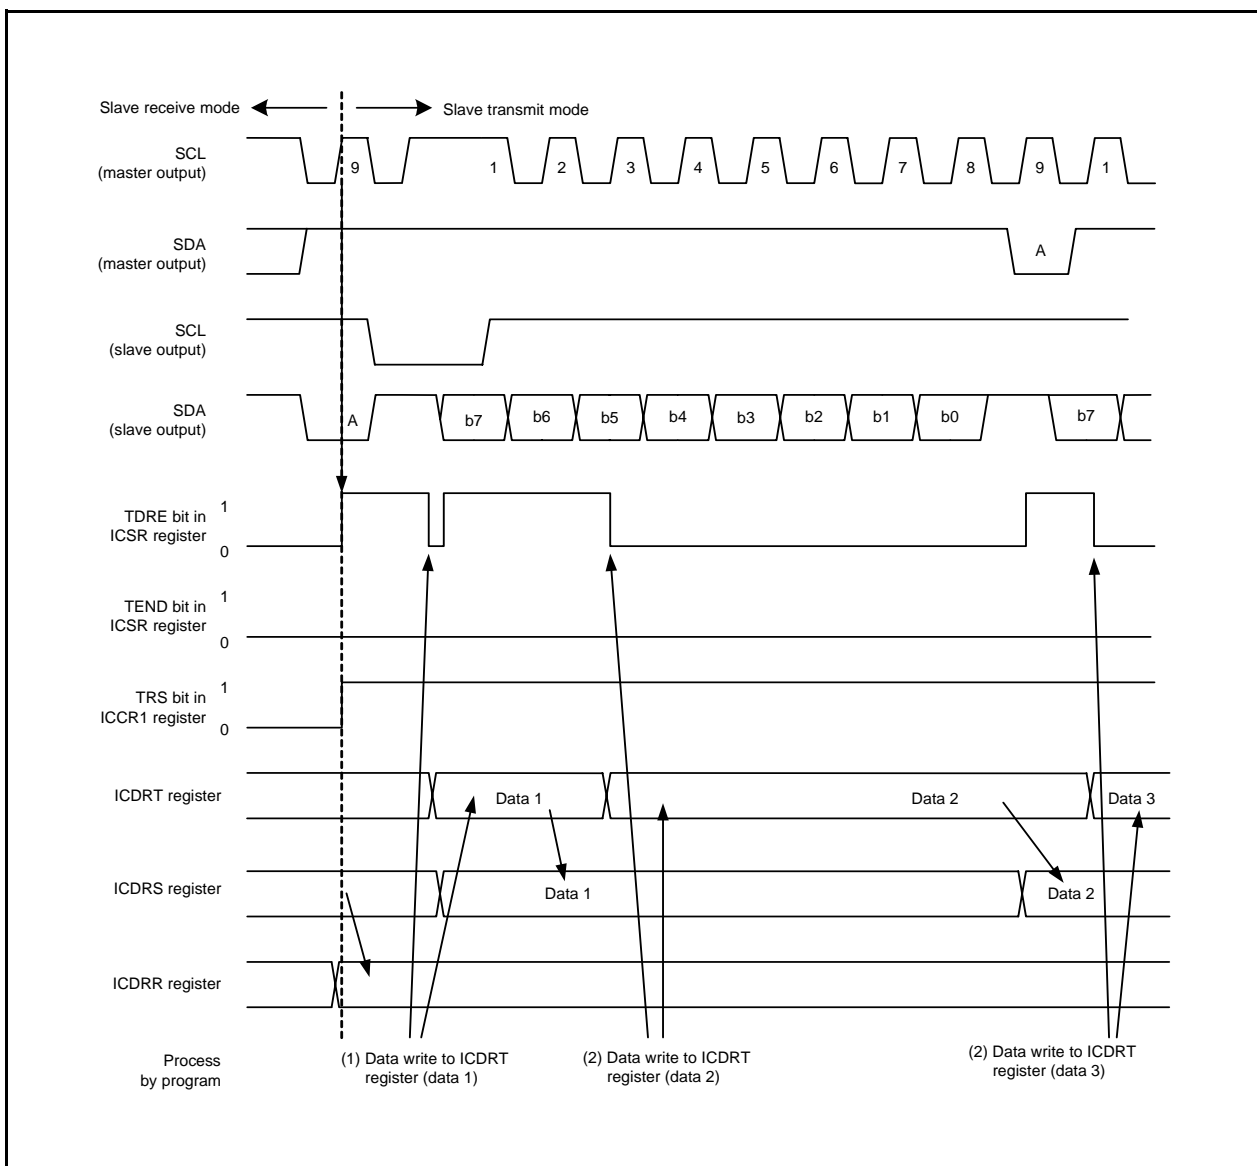 Slave receive mode
Slave transmit mode
SCL
(master output)
9 1 2 3 4 5 6 7 8 9 1
SDA
(master output)
A
SCL
(slave output)
SDA
(slave output)
A b7 b6 b5 b4 b3 b2 b1 b0 b7
TDRE bit in
ICSR register
1
0
TEND bit in
ICSR register
1
0
TRS bit in
ICCR1 register
1
0
ICDRT register
Data 1
Data 2
Data 3
ICDRS register
Data 1
Data 2
ICDRR register
Process
by program
(1) Data write to ICDRT
register (data 1)
(2) Data write to ICDRT
register (data 2)
(2) Data write to ICDRT
register (data 3)